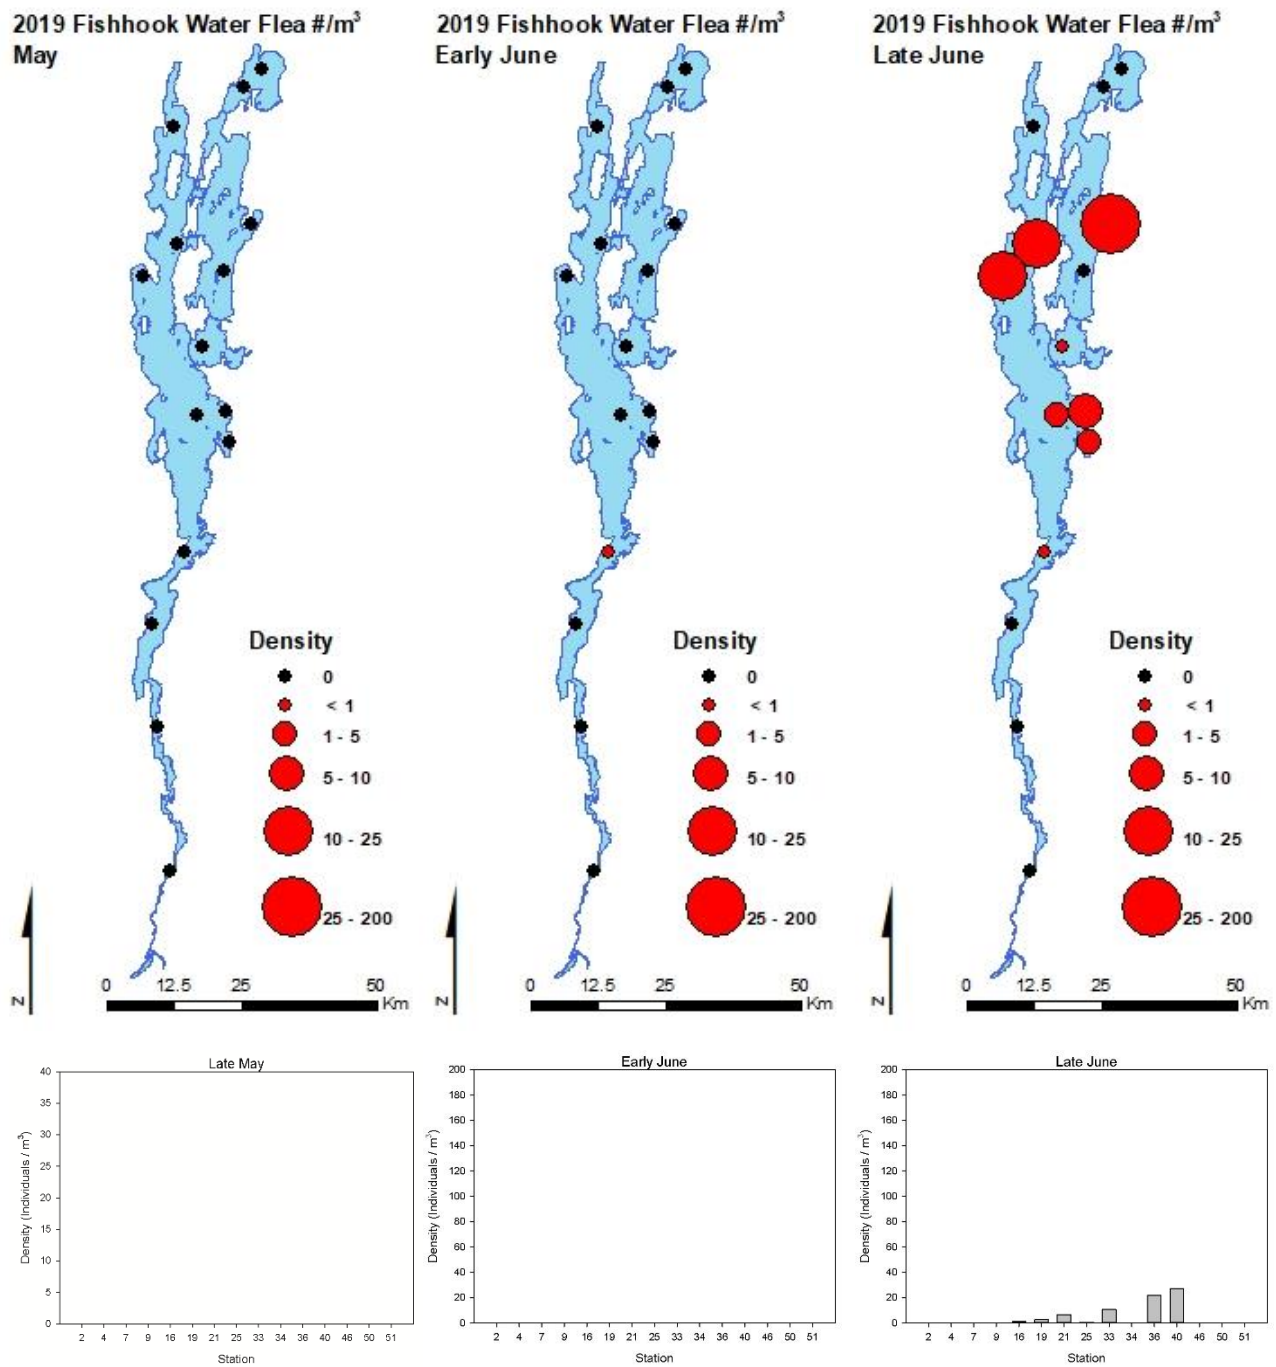 2019 Fishhook Water Flea #/m³
May
Density
0
< 1
1 - 5
5 - 10
10 - 25
25 - 200
N
0 12.5 25 50
Km
2019 Fishhook Water Flea #/m³
Early June
Density
0
< 1
1 - 5
5 - 10
10 - 25
25 - 200
N
0 12.5 25 50
Km
2019 Fishhook Water Flea #/m³
Late June
Density
0
< 1
1 - 5
5 - 10
10 - 25
25 - 200
N
0 12.5 25 50
Km
Late May
Density (Individuals / m³)
40
35
30
25
20
15
10
5
0
2 4 7 9 16 19 21 25 33 34 36 40 46 50 51
Station
Early June
Density (Individuals / m³)
200
180
160
140
120
100
80
60
40
20
0
2 4 7 9 16 19 21 25 33 34 36 40 46 50 51
Station
Late June
Density (Individuals / m³)
200
180
160
140
120
100
80
60
40
20
0
2 4 7 9 16 19 21 25 33 34 36 40 46 50 51
Station